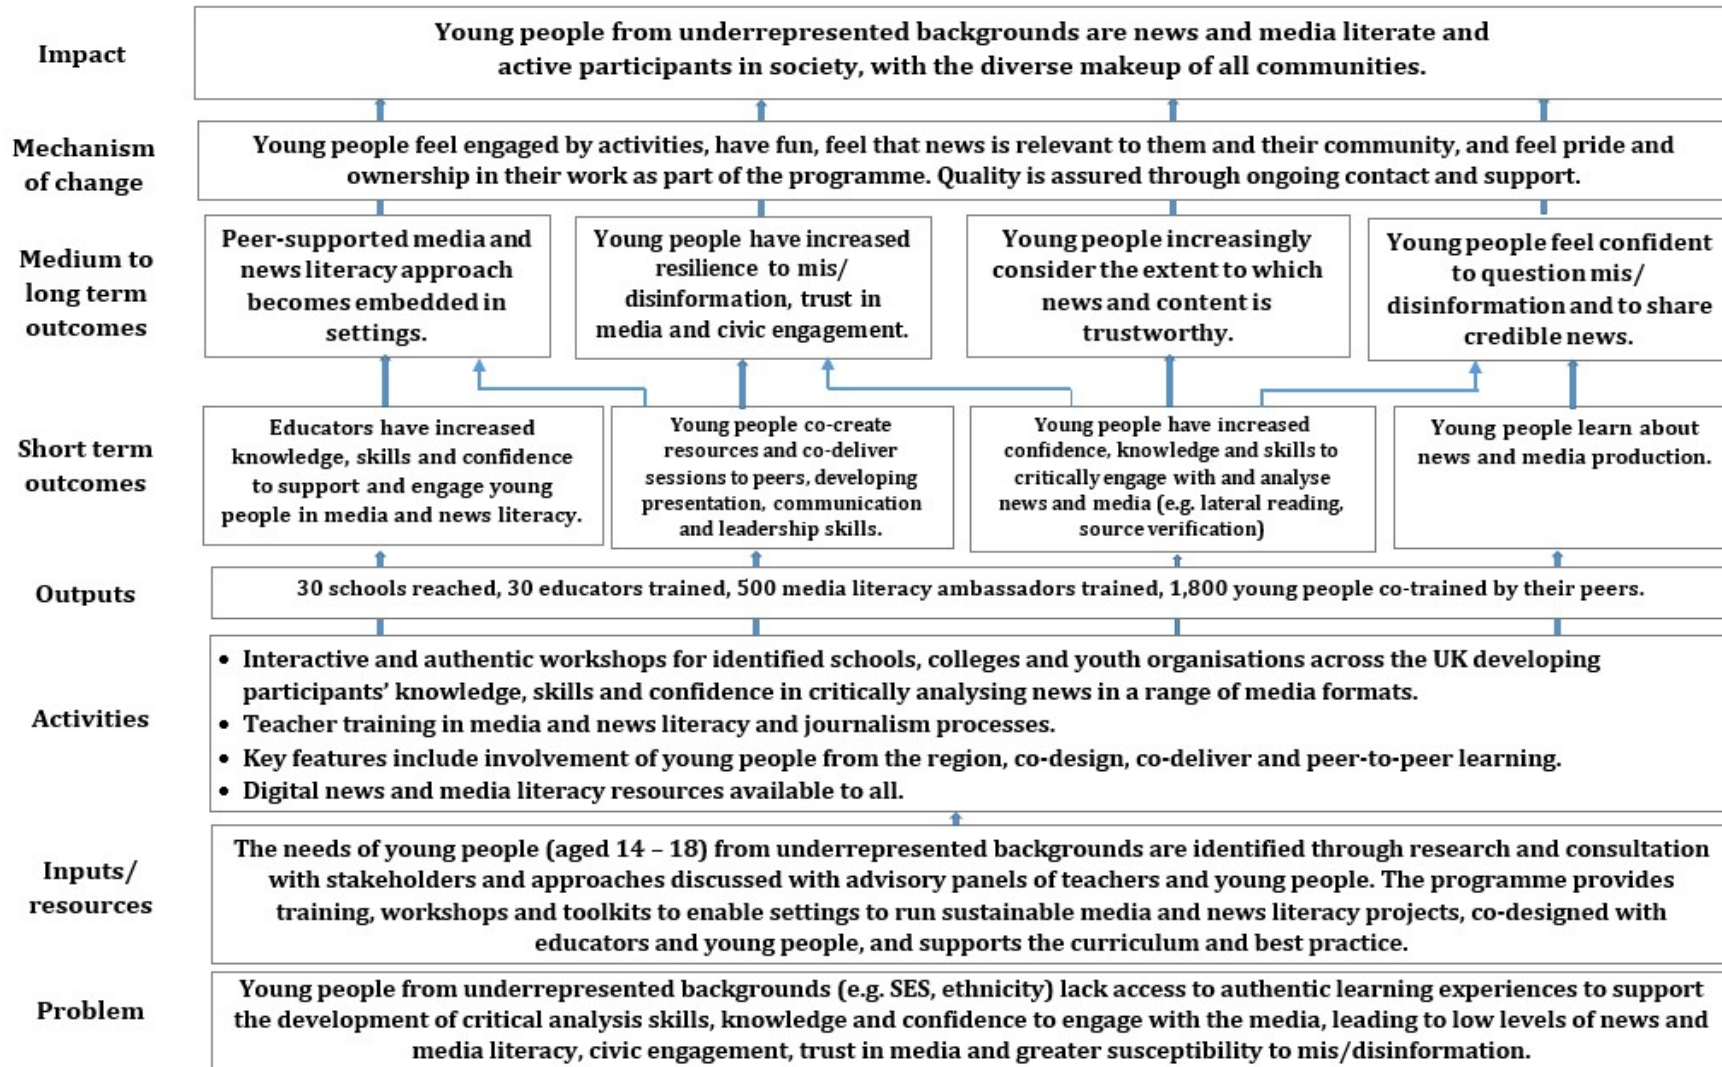 Impact
Young people from underrepresented backgrounds are news and media literate and
active participants in society, with the diverse makeup of all communities.
Mechanism
of change
Young people feel engaged by activities, have fun, feel that news is relevant to them and their community, and feel pride and
ownership in their work as part of the programme. Quality is assured through ongoing contact and support.
Medium to
long term
outcomes
Peer-supported media and
news literacy approach
becomes embedded in
settings.
Young people have increased
resilience to mis/
disinformation, trust in
media and civic engagement.
Young people increasingly
consider the extent to which
news and content is
trustworthy.
Young people feel confident
to question mis/
disinformation and to share
credible news.
Short term
outcomes
Educators have increased
knowledge, skills and confidence
to support and engage young
people in media and news literacy.
Young people co-create
resources and co-deliver
sessions to peers, developing
presentation, communication
and leadership skills.
Young people have increased
confidence, knowledge and skills to
critically engage with and analyse
news and media (e.g. lateral reading,
source verification)
Young people learn about
news and media production.
Outputs
30 schools reached, 30 educators trained, 500 media literacy ambassadors trained, 1,800 young people co-trained by their peers.
Activities
• Interactive and authentic workshops for identified schools, colleges and youth organisations across the UK developing
participants’ knowledge, skills and confidence in critically analysing news in a range of media formats.
• Teacher training in media and news literacy and journalism processes.
• Key features include involvement of young people from the region, co-design, co-deliver and peer-to-peer learning.
• Digital news and media literacy resources available to all.
Inputs/
resources
The needs of young people (aged 14 – 18) from underrepresented backgrounds are identified through research and consultation
with stakeholders and approaches discussed with advisory panels of teachers and young people. The programme provides
training, workshops and toolkits to enable settings to run sustainable media and news literacy projects, co-designed with
educators and young people, and supports the curriculum and best practice.
Problem
Young people from underrepresented backgrounds (e.g. SES, ethnicity) lack access to authentic learning experiences to support
the development of critical analysis skills, knowledge and confidence to engage with the media, leading to low levels of news and
media literacy, civic engagement, trust in media and greater susceptibility to mis/disinformation.